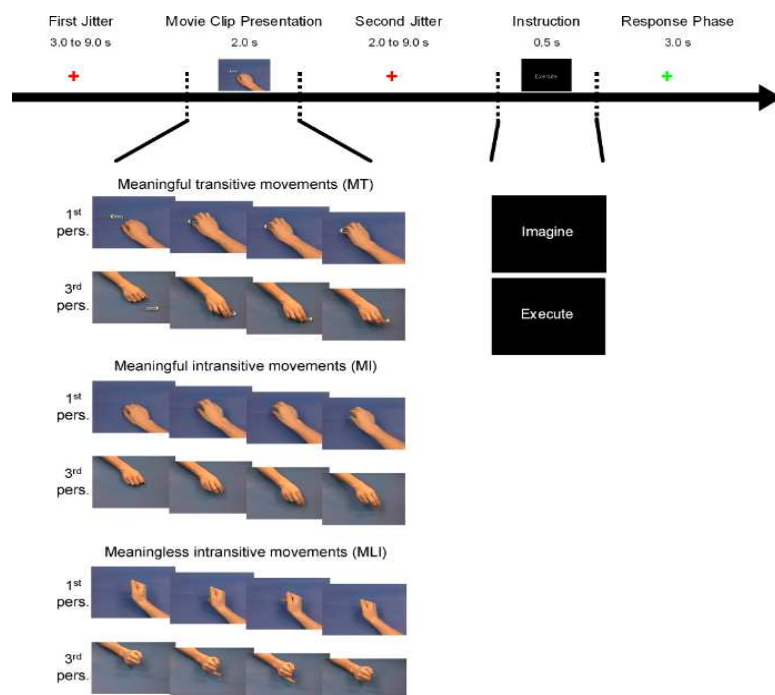 First Jitter
3.0 to 9.0 s
Movie Clip Presentation
2.0 s
Second Jitter
2.0 to 9.0 s
Instruction
0.5 s
Response Phase
3.0 s
Execute
Meaningful transitive movements (MT)
1st
pers.
3rd
pers.
Imagine
Execute
Meaningful intransitive movements (MI)
1st
pers.
3rd
pers.
Meaningless intransitive movements (MLI)
1st
pers.
3rd
pers.